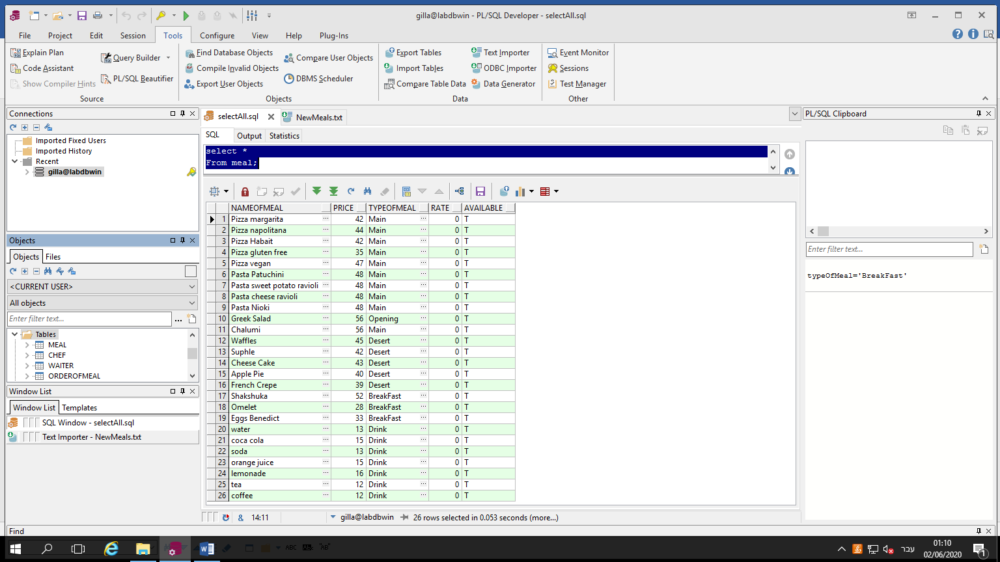 gilla@labdbwin - PL/SQL Developer - selectAll.sql
File Project Edit Session Tools Configure View Help Plug-Ins
Explain Plan
Code Assistant
Show Compiler Hints
Query Builder
PL/SQL Beautifier
Source
Find Database Objects
Compile Invalid Objects
Export User Objects
Compare User Objects
DBMS Scheduler
Objects
Export Tables
Import Tables
Compare Table Data
Text Importer
ODBC Importer
Data Generator
Data
Event Monitor
Sessions
Test Manager
Other
Connections
Imported Fixed Users
Imported History
Recent
gilla@labdbwin
Objects
Objects Files
<CURRENT USER>
All objects
Enter filter text...
Tables
MEAL
CHEF
WAITER
ORDEROFMEAL
Window List
Window List Templates
SQL Window - selectAll.sql
Text Importer - NewMeals.txt
selectAll.sql NewMeals.txt
SQL Output Statistics
select *
From meal;
NAMEOFMEAL PRICE TYPEOFMEAL RATE AVAILABLE
1 Pizza margarita 42 Main 0 T
2 Pizza napolitana 44 Main 0 T
3 Pizza Habait 42 Main 0 T
4 Pizza gluten free 35 Main 0 T
5 Pizza vegan 47 Main 0 T
6 Pasta Patuchini 48 Main 0 T
7 Pasta sweet potato ravioli 48 Main 0 T
8 Pasta cheese ravioli 48 Main 0 T
9 Pasta Nioki 48 Main 0 T
10 Greek Salad 56 Opening 0 T
11 Chalumi 56 Main 0 T
12 Waffles 45 Desert 0 T
13 Suphle 42 Desert 0 T
14 Cheese Cake 43 Desert 0 T
15 Apple Pie 40 Desert 0 T
16 French Crepe 39 Desert 0 T
17 Shakshuka 52 BreakFast 0 T
18 Omelet 28 BreakFast 0 T
19 Eggs Benedict 33 BreakFast 0 T
20 water 13 Drink 0 T
21 coca cola 15 Drink 0 T
22 soda 13 Drink 0 T
23 orange juice 15 Drink 0 T
24 lemonade 16 Drink 0 T
25 tea 12 Drink 0 T
26 coffee 12 Drink 0 T
& 14:11 gilla@labdbwin 26 rows selected in 0.053 seconds (more...)
PL/SQL Clipboard
Enter filter text...
typeOfMeal='BreakFast'
Find
ABC "AB"
עבר
01:10
02/06/2020
1